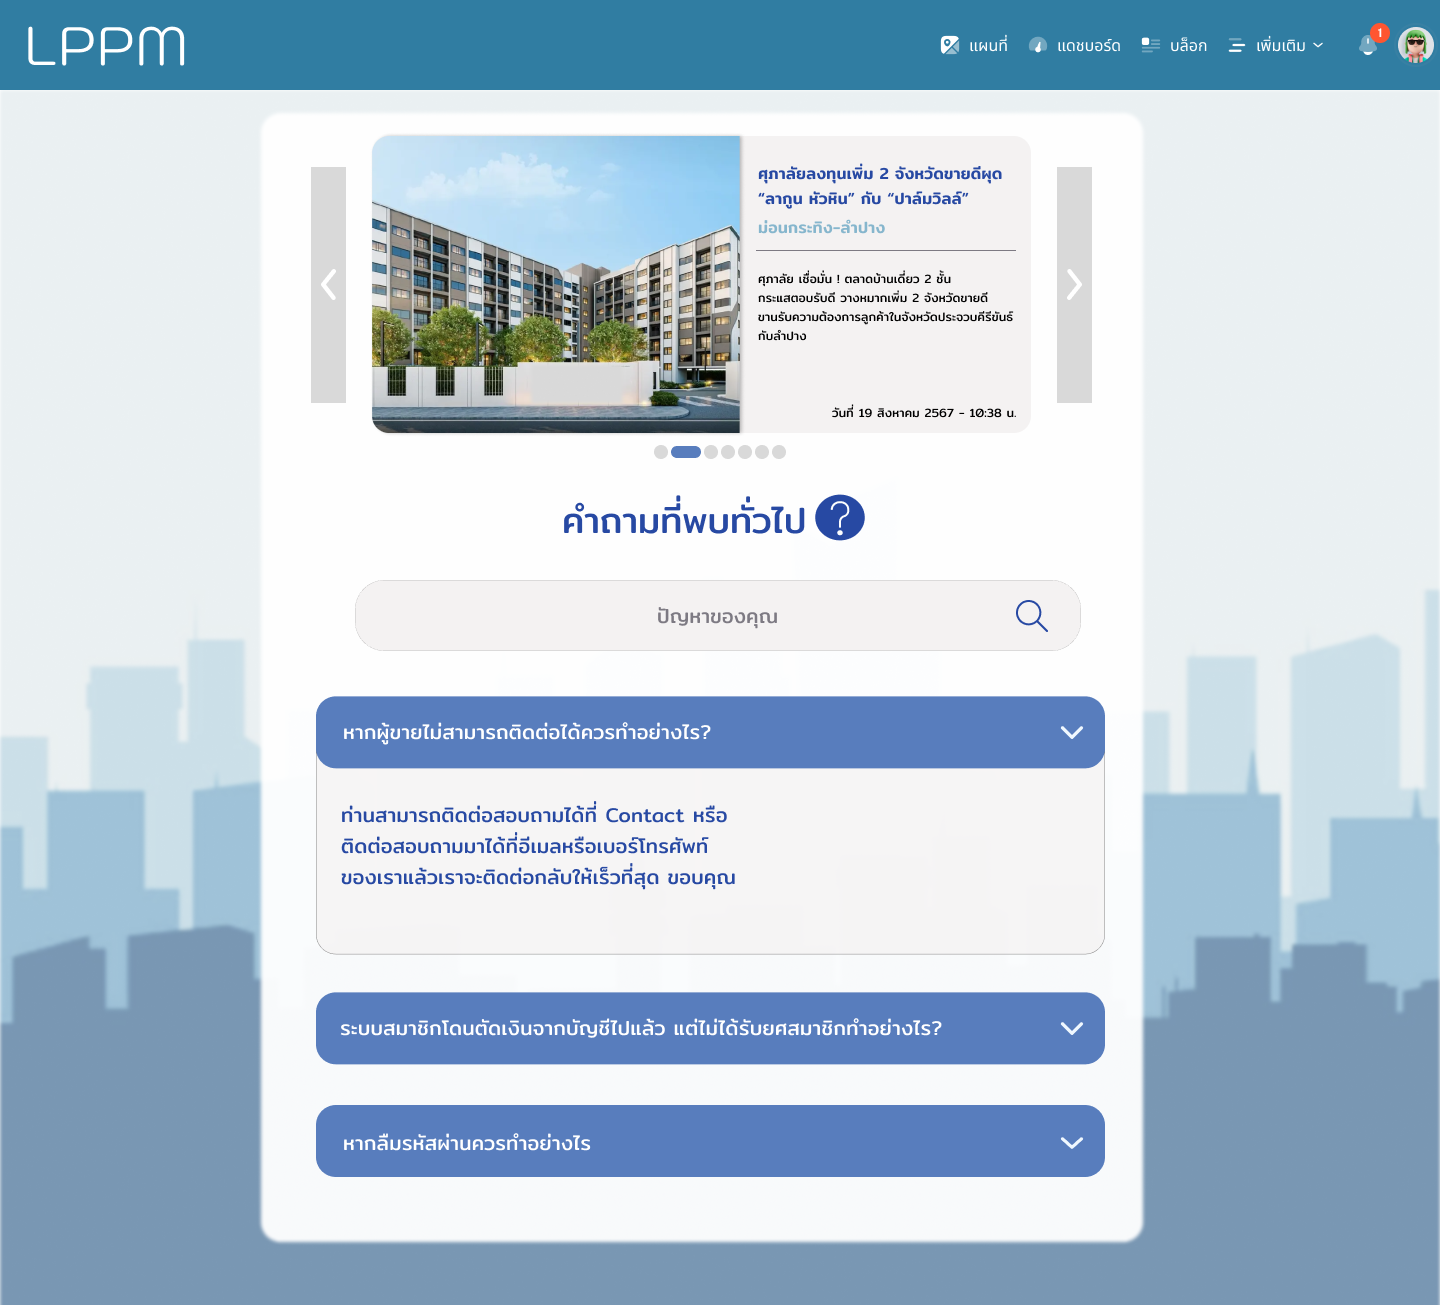 LPPM
แผนที่
แดชบอร์ด
บล็อก
เพิ่มเติม
1
ศุภาลัยลงทุนเพิ่ม 2 จังหวัดขายดีผุด
“ลากูน หัวหิน” กับ “ปาล์มวิลล์”
ม่อนกระทิง-ลำปาง
ศุภาลัย เชื่อมั่น ! ตลาดบ้านเดี่ยว 2 ชั้น
กระแสตอบรับดี วางหมากเพิ่ม 2 จังหวัดขายดี
ขานรับความต้องการลูกค้าในจังหวัดประจวบคีรีขันธ์
กับลำปาง
วันที่ 19 สิงหาคม 2567 - 10:38 น.
คำถามที่พบทั่วไป ?
ปัญหาของคุณ
หากผู้ขายไม่สามารถติดต่อได้ควรทำอย่างไร?
ท่านสามารถติดต่อสอบถามได้ที่ Contact หรือ
ติดต่อสอบถามมาได้ที่อีเมลหรือเบอร์โทรศัพท์
ของเราแล้วเราจะติดต่อกลับให้เร็วที่สุด ขอบคุณ
ระบบสมาชิกโดนตัดเงินจากบัญชีไปแล้ว แต่ไม่ได้รับยศสมาชิกทำอย่างไร?
หากลืมรหัสผ่านควรทำอย่างไร